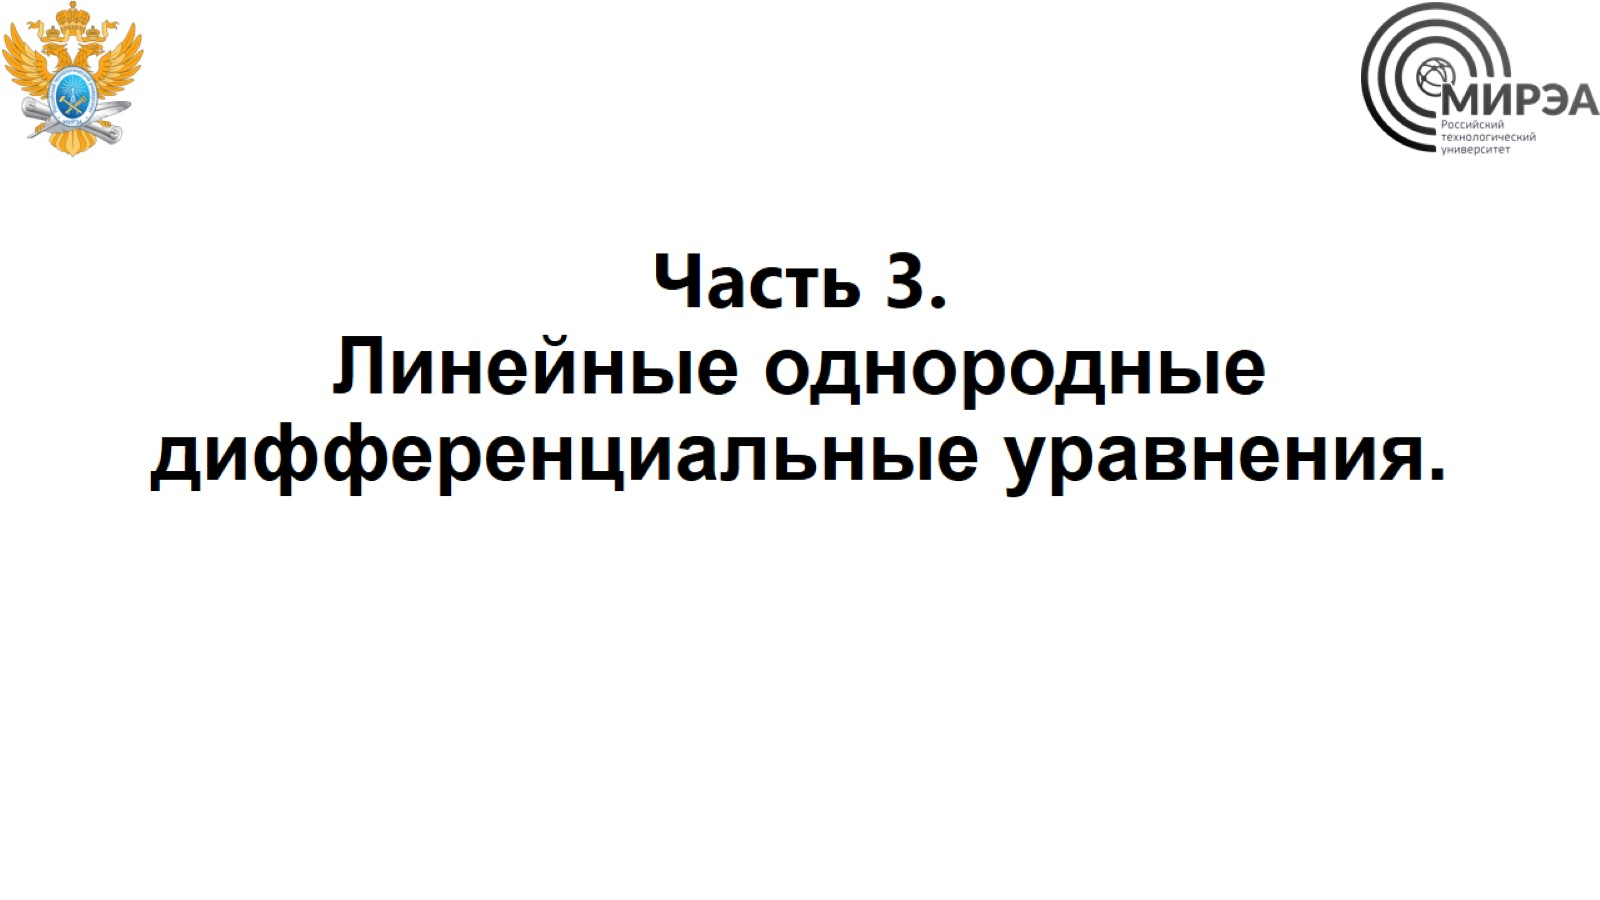 МИРЭА
Российский
технологический
университет
Часть 3.
Линейные однородные
дифференциальные уравнения.